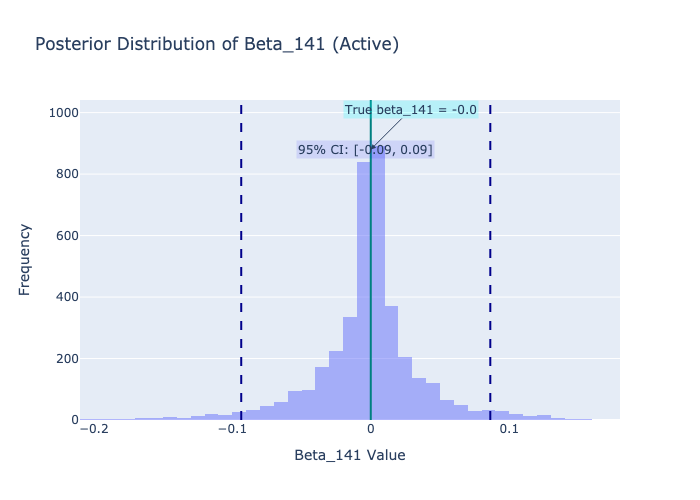 Posterior Distribution of Beta_141 (Active)
True beta_141 = -0.0
95% CI: [-0.09, 0.09]
1000
800
600
400
200
0
Frequency
−0.2
−0.1
0
0.1
Beta_141 Value